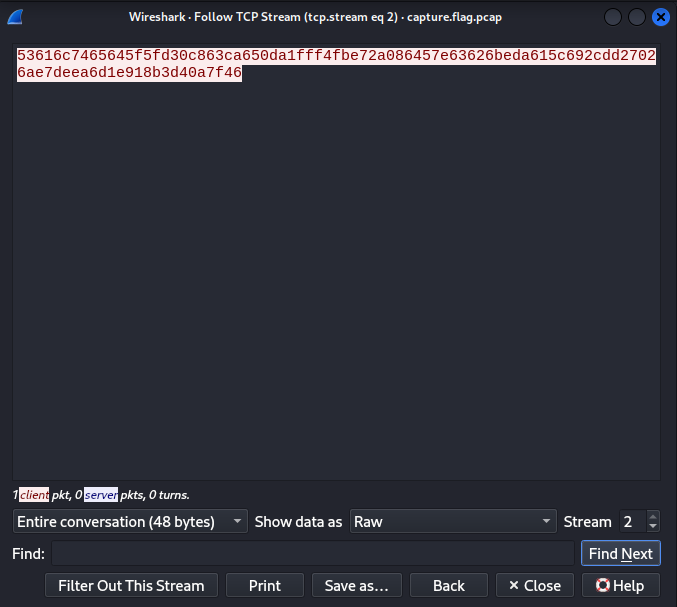 Wireshark · Follow TCP Stream (tcp.stream eq 2) · capture.flag.pcap
53616c7465645f5fd30c863ca650da1fff4fbe72a086457e63626beda615c692cdd2702
6ae7deea6d1e918b3d40a7f46
1 client pkt, 0 server pkts, 0 turns.
Entire conversation (48 bytes) Show data as Raw Stream 2
Find: Find Next
Filter Out This Stream Print Save as… Back × Close Help